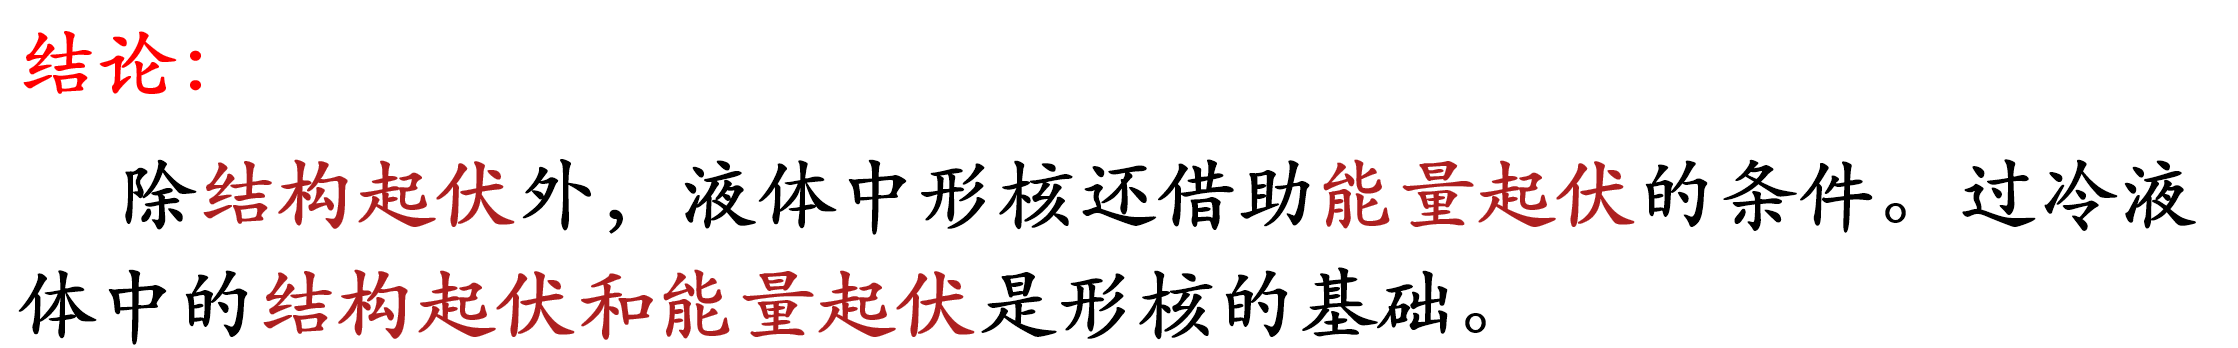 结论：
除结构起伏外，液体中形核还借助能量起伏的条件。过冷液
体中的结构起伏和能量起伏是形核的基础。